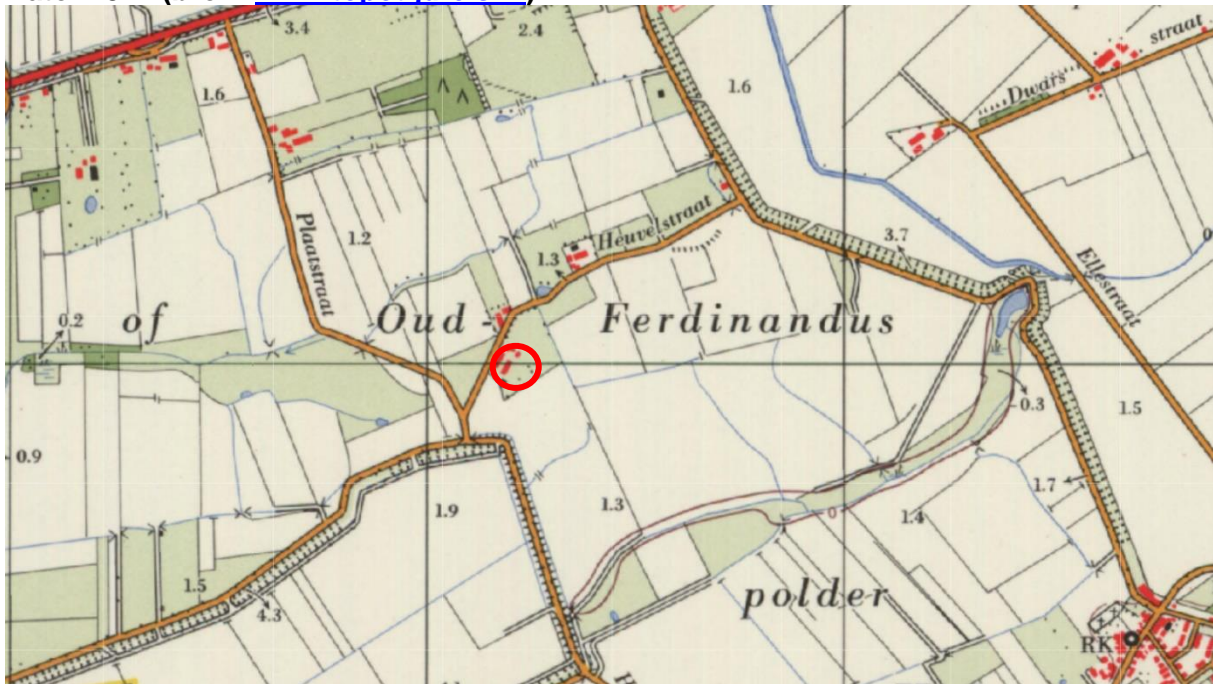 3.4
2.4
1.6
1.6
Dwars
straat
Plaatstraat
1.2
Heuvelstraat
1.3
3.7
Ellestraat
0.2
of Oud - Ferdinandus
0.3
1.5
0.9
1.9
1.3
1.4
1.7
0
polder
1.5
4.3
RK